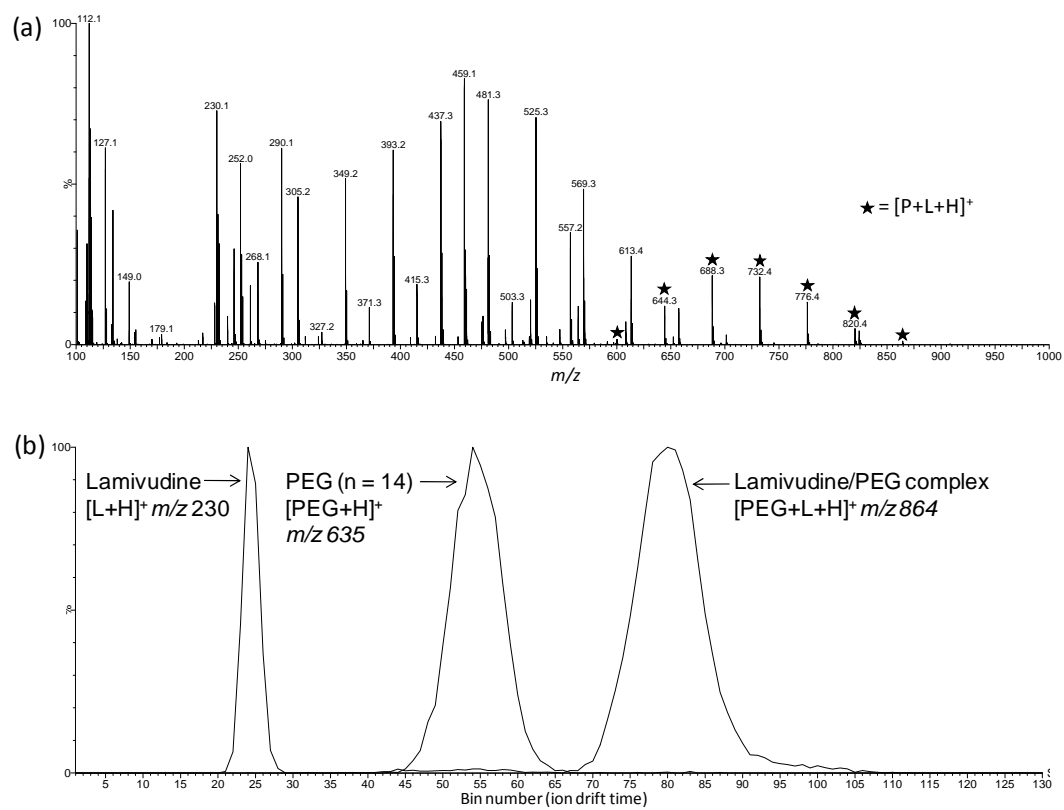 (a)
100
%
0
112.1
127.1
149.0
179.1
230.1
252.0
268.1
290.1
305.2
327.2
349.2
371.3
393.2
415.3
437.3
459.1
481.3
503.3
525.3
557.2
569.3
613.4
644.3
688.3
732.4
776.4
820.4
★ = [P+L+H]⁺
100 150 200 250 300 350 400 450 500 550 600 650 700 750 800 850 900 950 1000
m/z
(b)
100
0
Lamivudine
[L+H]⁺ m/z 230
PEG (n = 14)
[PEG+H]⁺
m/z 635
Lamivudine/PEG complex
[PEG+L+H]⁺ m/z 864
5 10 15 20 25 30 35 40 45 50 55 60 65 70 75 80 85 90 95 100 105 110 115 120 125 130
Bin number (ion drift time)